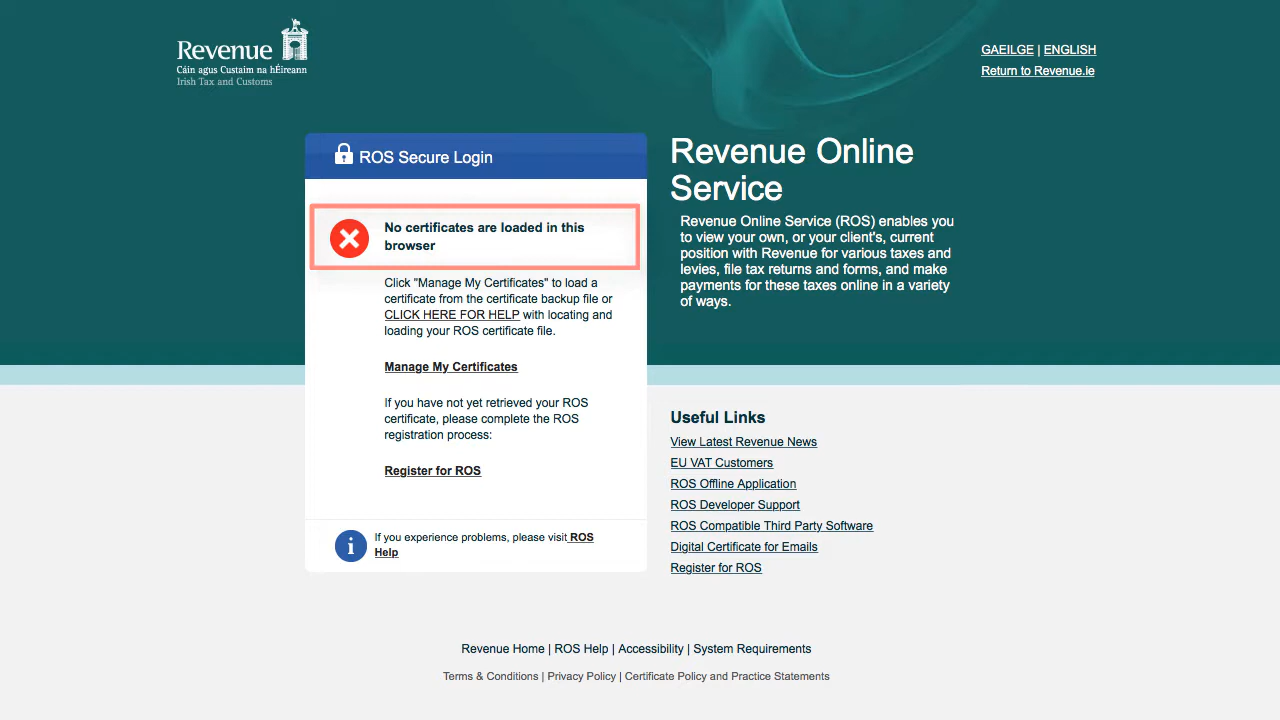 Revenue
Cáin agus Custaim na hÉireann
Irish Tax and Customs
GAEILGE | ENGLISH
Return to Revenue.ie
ROS Secure Login
No certificates are loaded in this
browser
Click "Manage My Certificates" to load a
certificate from the certificate backup file or
CLICK HERE FOR HELP with locating and
loading your ROS certificate file.
Manage My Certificates
If you have not yet retrieved your ROS
certificate, please complete the ROS
registration process:
Register for ROS
If you experience problems, please visit ROS
Help
Revenue Online
Service
Revenue Online Service (ROS) enables you
to view your own, or your client's, current
position with Revenue for various taxes and
levies, file tax returns and forms, and make
payments for these taxes online in a variety
of ways.
Useful Links
View Latest Revenue News
EU VAT Customers
ROS Offline Application
ROS Developer Support
ROS Compatible Third Party Software
Digital Certificate for Emails
Register for ROS
Revenue Home | ROS Help | Accessibility | System Requirements
Terms & Conditions | Privacy Policy | Certificate Policy and Practice Statements